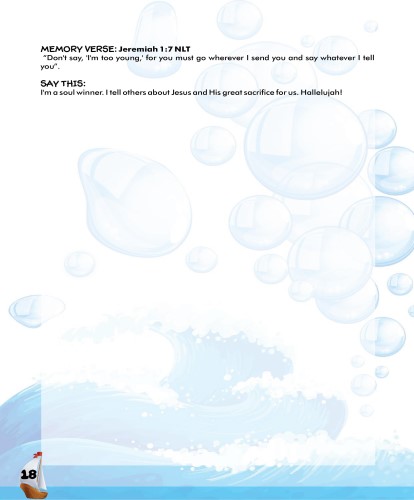 MEMORY VERSE: Jeremiah 1:7 NLT
"Don't say, 'I'm too young,' for you must go wherever I send you and say whatever I tell
you".
SAY THIS:
I'm a soul winner. I tell others about Jesus and His great sacrifice for us. Hallelujah!
18